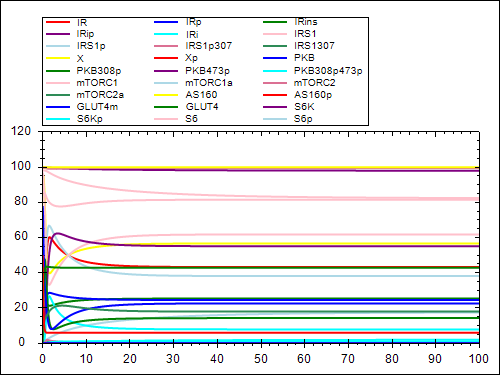 IR IRp IRins
IRip IRi IRS1
IRS1p IRS1p307 IRS1307
X Xp PKB
PKB308p PKB473p PKB308p473p
mTORC1 mTORC1a mTORC2
mTORC2a AS160 AS160p
GLUT4m GLUT4 S6K
S6Kp S6 S6p
120
100
80
60
40
20
0
0 10 20 30 40 50 60 70 80 90 100